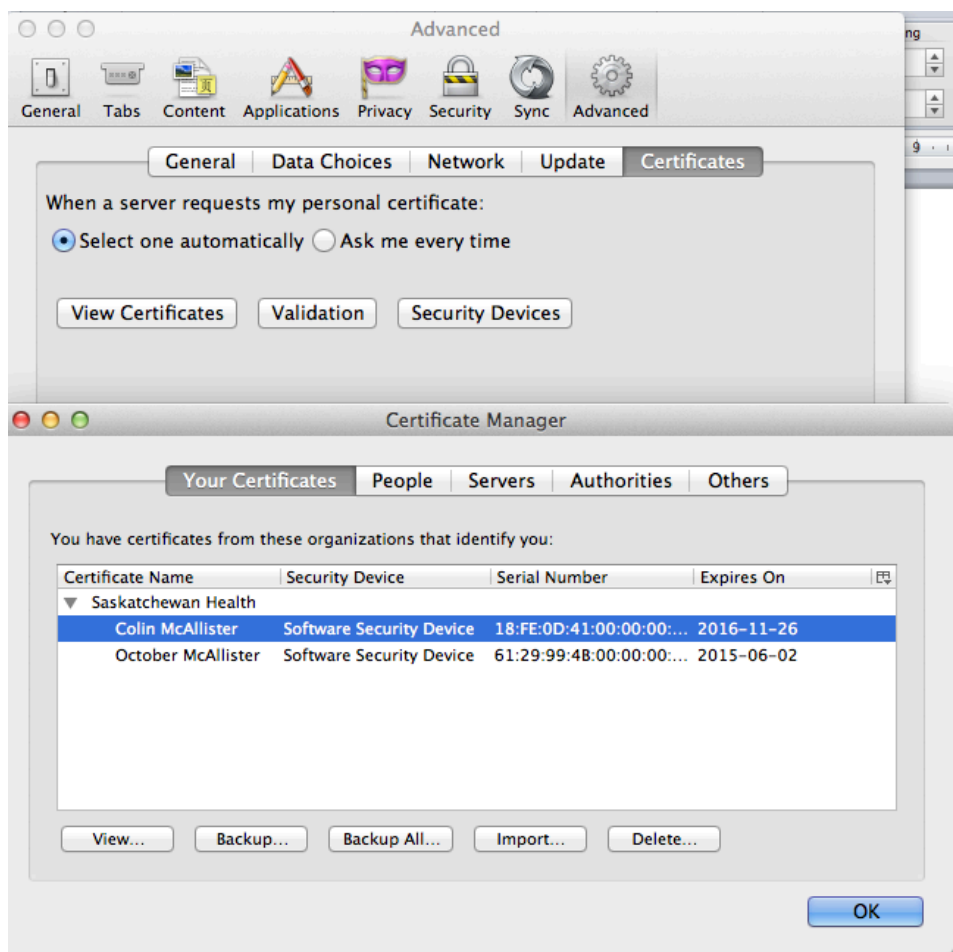 Advanced
ng
General Tabs Content Applications Privacy Security Sync Advanced
9
General Data Choices Network Update Certificates
When a server requests my personal certificate:
Select one automatically Ask me every time
View Certificates Validation Security Devices
Certificate Manager
Your Certificates People Servers Authorities Others
You have certificates from these organizations that identify you:
Certificate Name Security Device Serial Number Expires On
Saskatchewan Health
Colin McAllister Software Security Device 18:FE:0D:41:00:00:00:... 2016-11-26
October McAllister Software Security Device 61:29:99:4B:00:00:00:... 2015-06-02
View... Backup... Backup All... Import... Delete...
OK